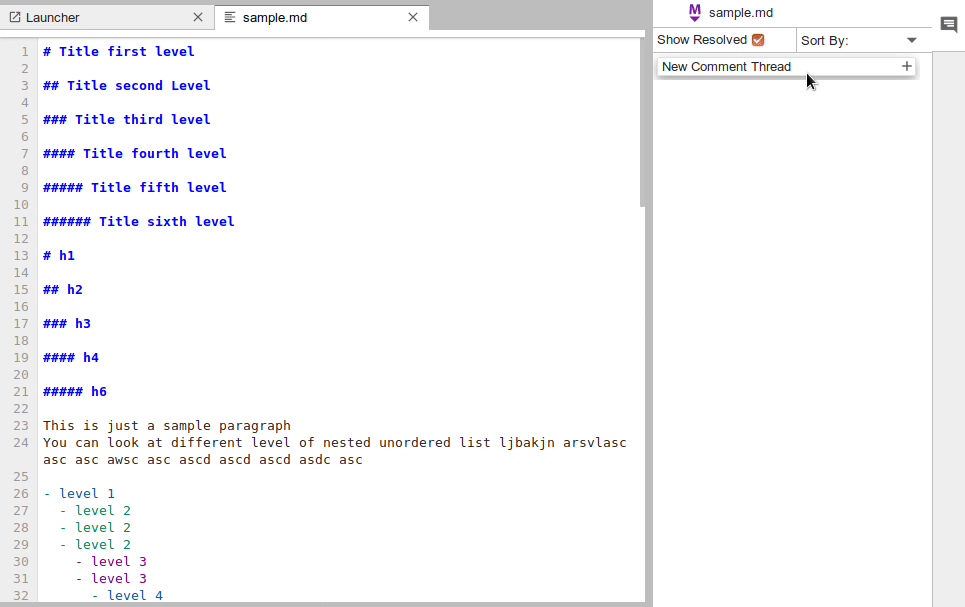 Launcher
sample.md
1 # Title first level
2
3 ## Title second Level
4
5 ### Title third level
6
7 #### Title fourth level
8
9 ##### Title fifth level
10
11 ###### Title sixth level
12
13 # h1
14
15 ## h2
16
17 ### h3
18
19 #### h4
20
21 ##### h6
22
23 This is just a sample paragraph
24 You can look at different level of nested unordered list ljbakjn arsvlasc
asc asc awsc asc ascd ascd ascd asdc asc
25
26 - level 1
27   - level 2
28   - level 2
29   - level 2
30     - level 3
31     - level 3
32       - level 4
M sample.md
Show Resolved
Sort By:
New Comment Thread +